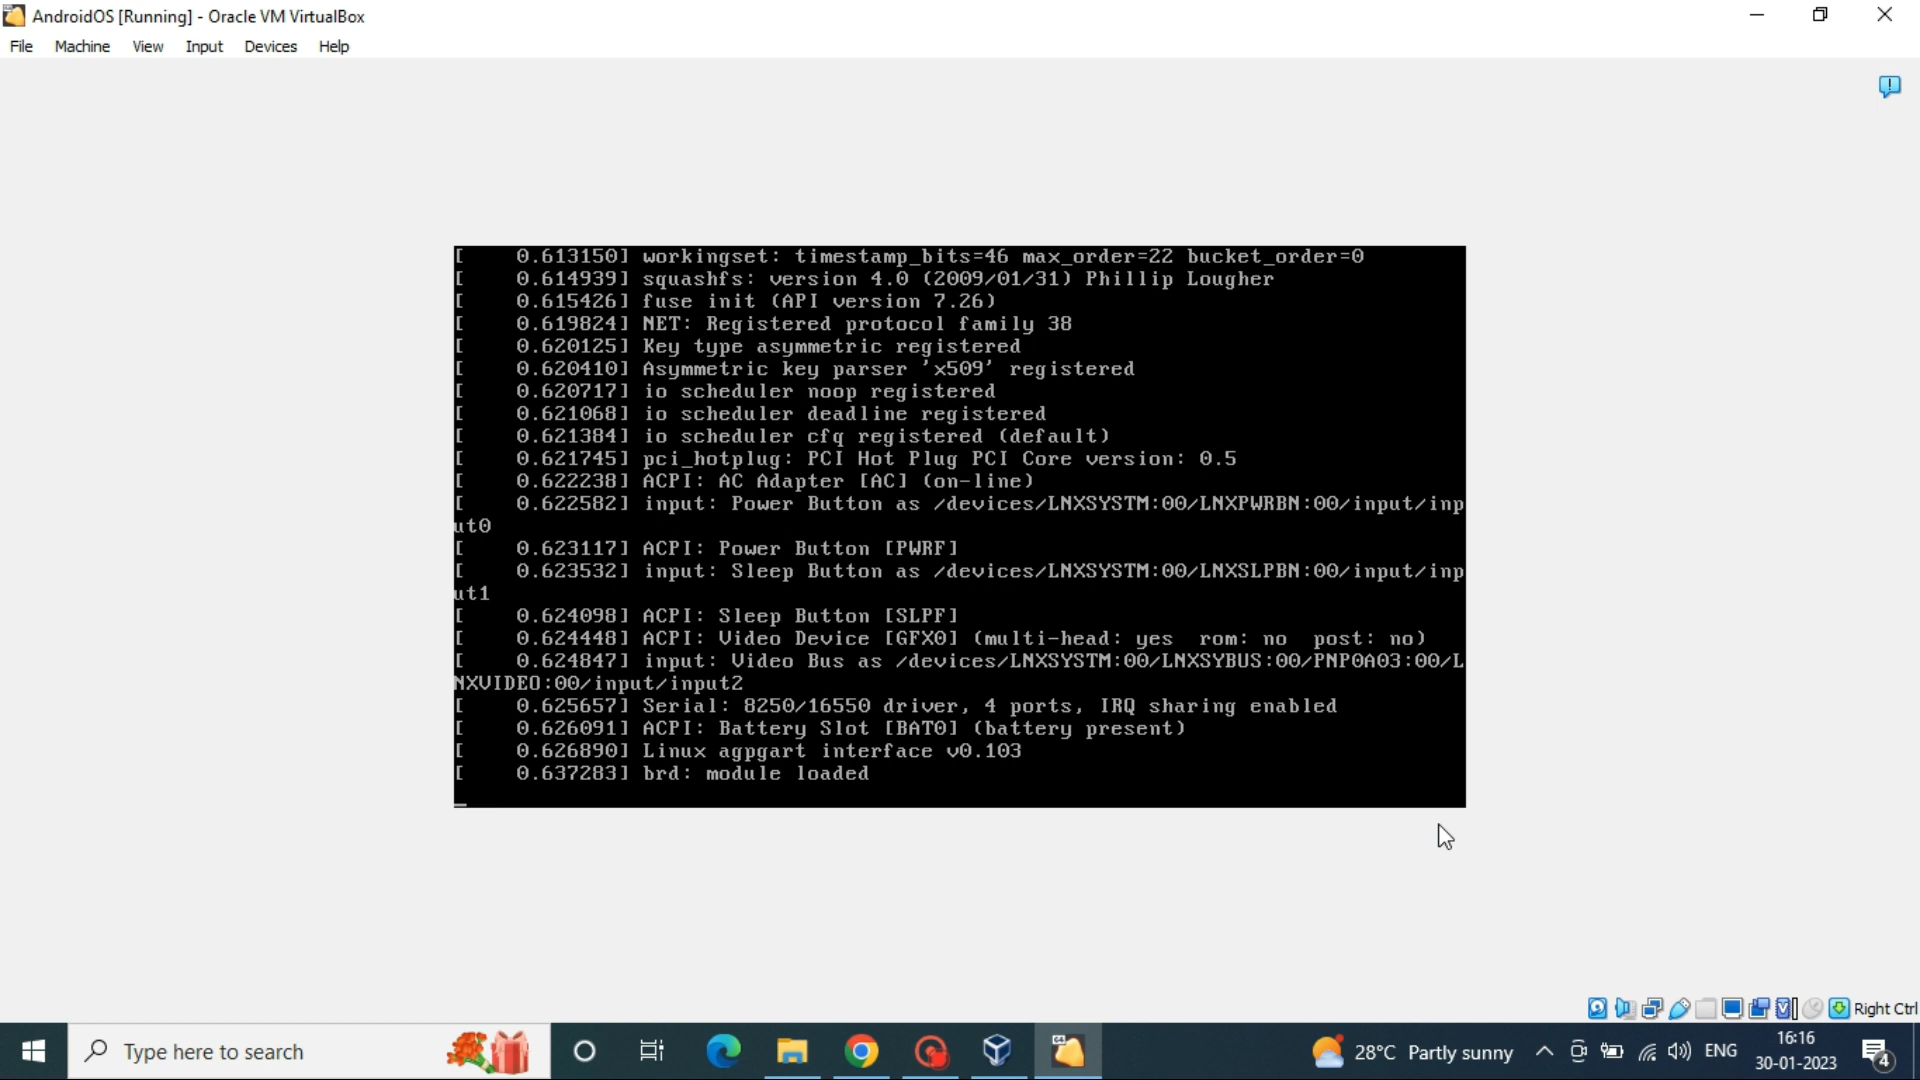 AndroidOS [Running] - Oracle VM VirtualBox
File Machine View Input Devices Help
[    0.613150] workingset: timestamp_bits=46 max_order=22 bucket_order=0
[    0.614939] squashfs: version 4.0 (2009/01/31) Phillip Lougher
[    0.615426] fuse init (API version 7.26)
[    0.619824] NET: Registered protocol family 38
[    0.620125] Key type asymmetric registered
[    0.620410] Asymmetric key parser 'x509' registered
[    0.620717] io scheduler noop registered
[    0.621068] io scheduler deadline registered
[    0.621384] io scheduler cfq registered (default)
[    0.621745] pci_hotplug: PCI Hot Plug PCI Core version: 0.5
[    0.622238] ACPI: AC Adapter [AC] (on-line)
[    0.622582] input: Power Button as /devices/LNXSYSTM:00/LNXPWRBN:00/input/inp
ut0
[    0.623117] ACPI: Power Button [PWRF]
[    0.623532] input: Sleep Button as /devices/LNXSYSTM:00/LNXSLPBN:00/input/inp
ut1
[    0.624098] ACPI: Sleep Button [SLPF]
[    0.624448] ACPI: Video Device [GFX0] (multi-head: yes  rom: no  post: no)
[    0.624847] input: Video Bus as /devices/LNXSYSTM:00/LNXSYBUS:00/PNP0A03:00/L
NXVIDEO:00/input/input2
[    0.625657] Serial: 8250/16550 driver, 4 ports, IRQ sharing enabled
[    0.626091] ACPI: Battery Slot [BAT0] (battery present)
[    0.626890] Linux agpgart interface v0.103
[    0.637283] brd: module loaded
Right Ctrl
Type here to search
64
28°C Partly sunny
ENG
16:16
30-01-2023
4